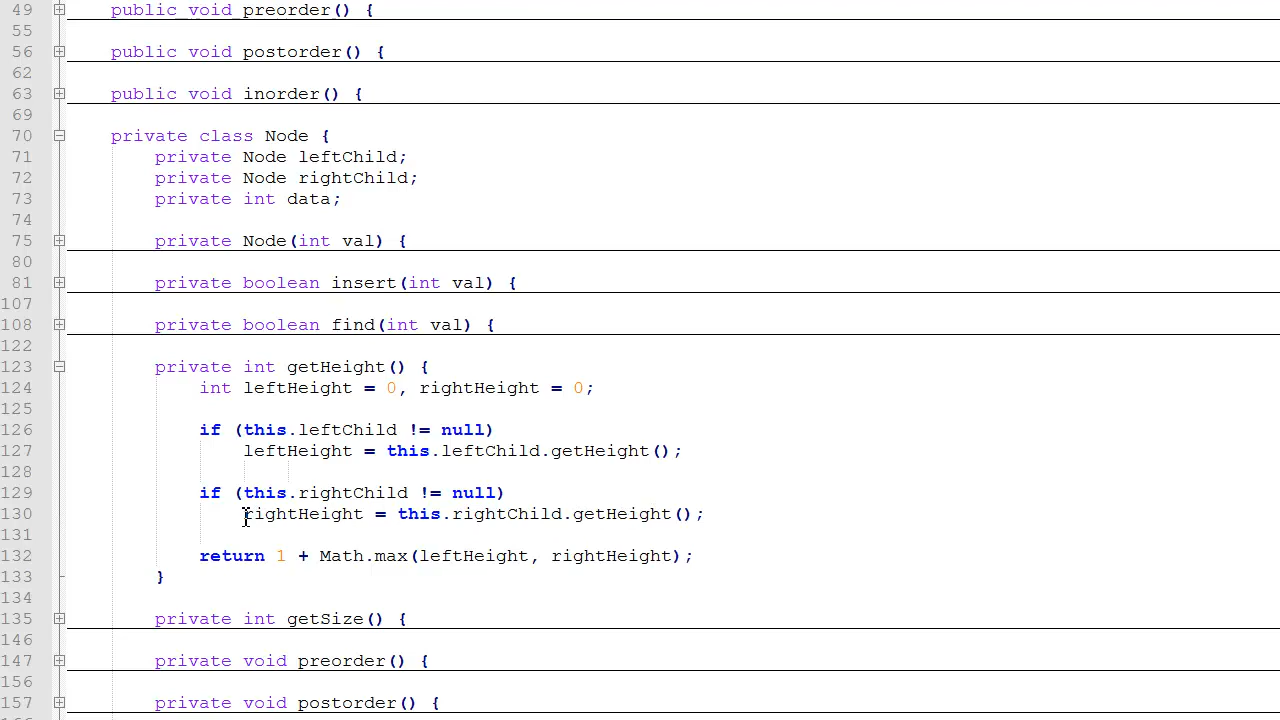 49 public void preorder() {
55
56 public void postorder() {
62
63 public void inorder() {
69
70 private class Node {
71 private Node leftChild;
72 private Node rightChild;
73 private int data;
74
75 private Node(int val) {
80
81 private boolean insert(int val) {
107
108 private boolean find(int val) {
122
123 private int getHeight() {
124 int leftHeight = 0, rightHeight = 0;
125
126 if (this.leftChild != null)
127 leftHeight = this.leftChild.getHeight();
128
129 if (this.rightChild != null)
130 rightHeight = this.rightChild.getHeight();
131
132 return 1 + Math.max(leftHeight, rightHeight);
133 }
134
135 private int getSize() {
146
147 private void preorder() {
156
157 private void postorder() {